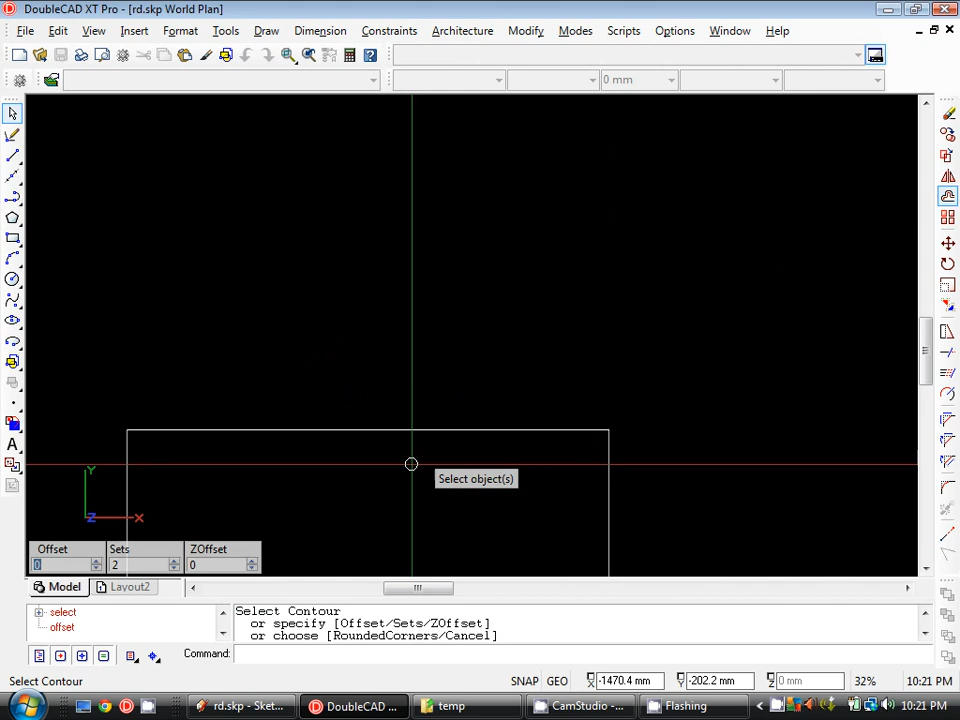 DoubleCAD XT Pro - [rd.skp World Plan]
File Edit View Insert Format Tools Draw Dimension Constraints Architecture Modify Modes Scripts Options Window Help
0 mm
Select object(s)
Y
Z X
Offset Sets ZOffset
0 2 0
Model Layout2
select
offset
Select Contour
or specify [Offset/Sets/ZOffset]
or choose [RoundedCorners/Cancel]
Command:
Select Contour SNAP GEO X -1470.4 mm Y -202.2 mm Z 0 mm 32% 10:21 PM
rd.skp - Sket... DoubleCAD ... temp CamStudio -... Flashing 10:21 PM